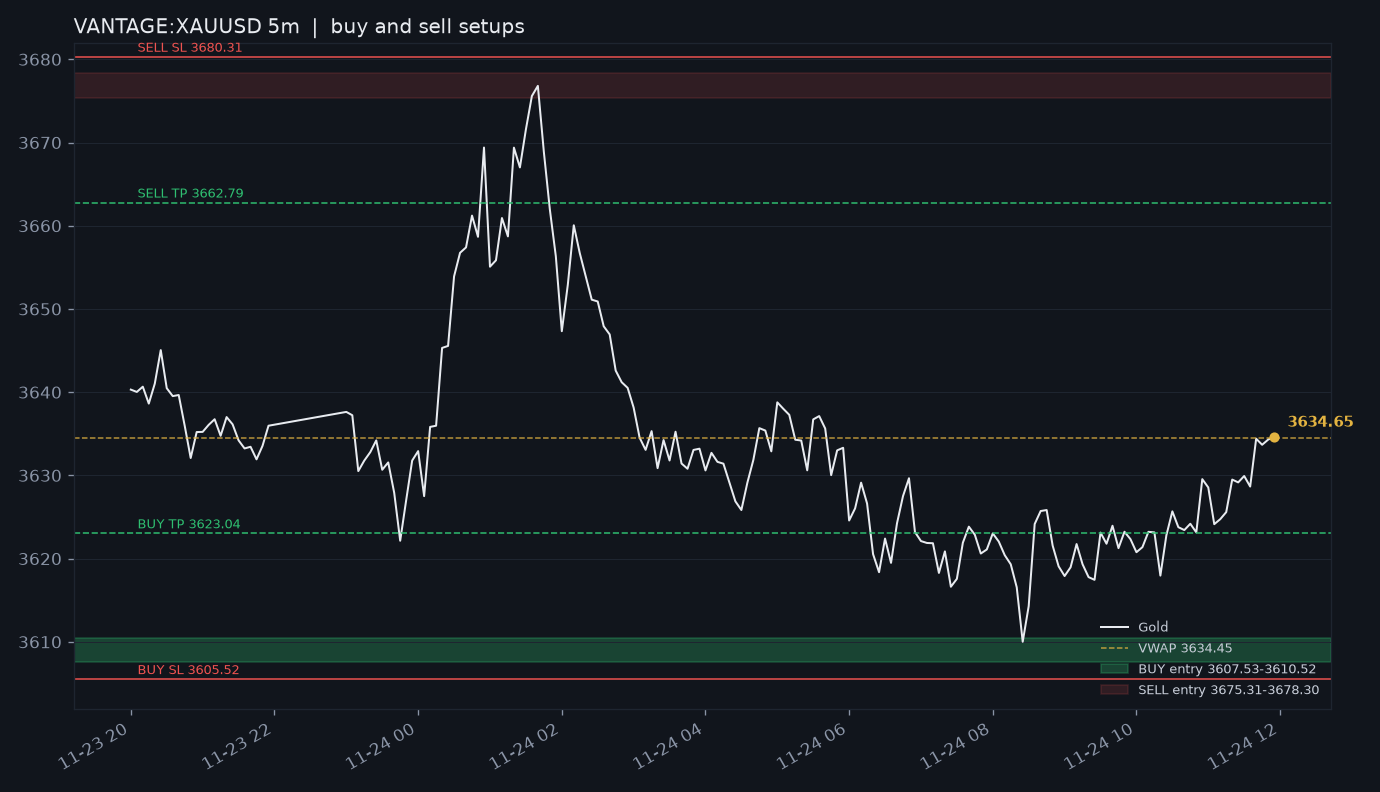 VANTAGE:XAUUSD 5m | buy and sell setups
SELL SL 3680.31
3680
3670
SELL TP 3662.79
3660
3650
3640
3634.65
3630
BUY TP 3623.04
3620
3610
BUY SL 3605.52
Gold
VWAP 3634.45
BUY entry 3607.53-3610.52
SELL entry 3675.31-3678.30
11-23 20
11-23 22
11-24 00
11-24 02
11-24 04
11-24 06
11-24 08
11-24 10
11-24 12